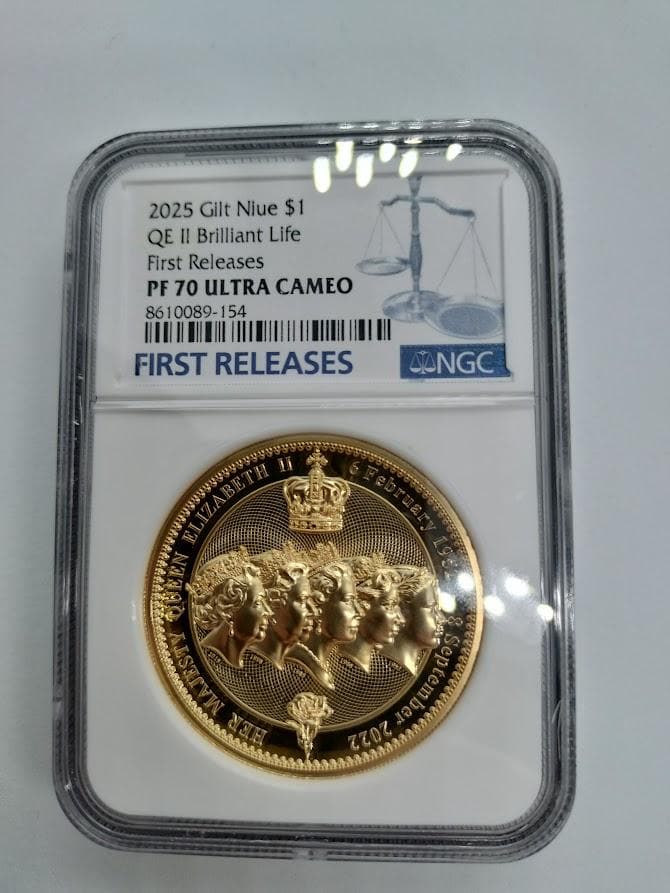 2025 Gilt Niue $1
QE II Brilliant Life
First Releases
PF 70 ULTRA CAMEO
8610089-154
FIRST RELEASES
NGC
HER MAJESTY QUEEN ELIZABETH II
6 February
8 September 2022